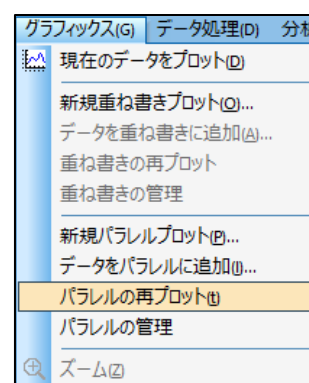 グラフィックス(G) データ処理(D) 分析
現在のデータをプロット(D)
新規重ね書きプロット(O)...
データを重ね書きに追加(A)...
重ね書きの再プロット
重ね書きの管理
新規パラレルプロット(P)...
データをパラレルに追加(I)...
パラレルの再プロット(t)
パラレルの管理
ズーム(Z)